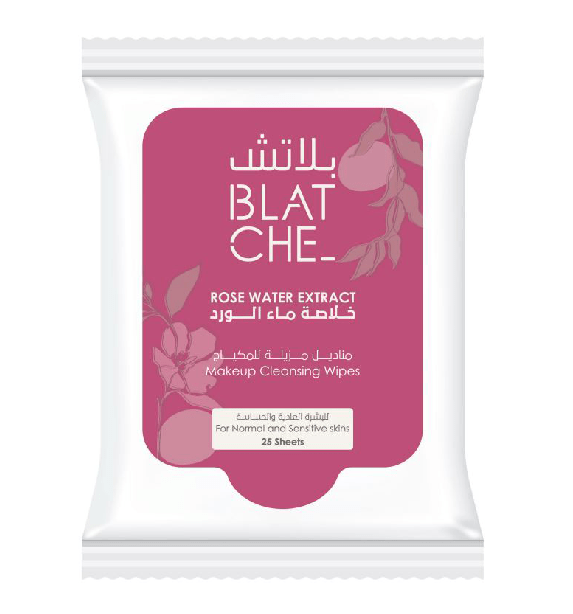 بلاتش
BLAT
CHE_
ROSE WATER EXTRACT
خلاصة ماء الورد
مناديل مزيلة للمكياج
Makeup Cleansing Wipes
للبشرة العادية والحساسة
For Normal and Sensitive skins
25 Sheets